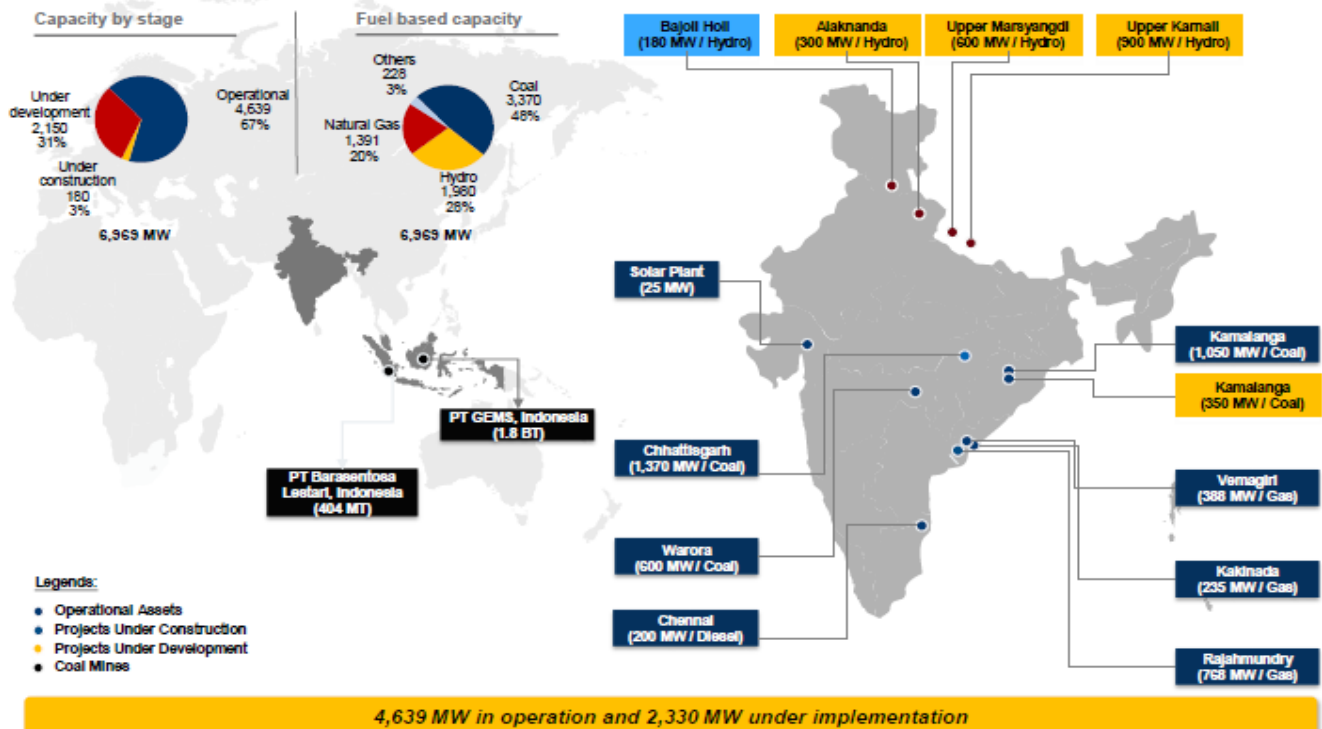 Capacity by stage
Fuel based capacity
Under
development
2,150
31%
Operational
4,639
67%
Under
construction
180
3%
6,969 MW
Others
228
3%
Coal
3,370
48%
Natural Gas
1,391
20%
Hydro
1,980
28%
6,969 MW
Bajoli Holi
(180 MW / Hydro)
Alaknanda
(300 MW / Hydro)
Upper Marsyangdi
(600 MW / Hydro)
Upper Karnali
(900 MW / Hydro)
Solar Plant
(25 MW)
Kamalanga
(1,050 MW / Coal)
Kamalanga
(350 MW / Coal)
PT GEMS, Indonesia
(1.8 BT)
PT Barasentosa
Lestari, Indonesia
(404 MT)
Chhattisgarh
(1,370 MW / Coal)
Vemagiri
(388 MW / Gas)
Warora
(600 MW / Coal)
Kakinada
(235 MW / Gas)
Chennai
(200 MW / Diesel)
Rajahmundry
(768 MW / Gas)
Legends:
Operational Assets
Projects Under Construction
Projects Under Development
Coal Mines
4,639 MW in operation and 2,330 MW under implementation